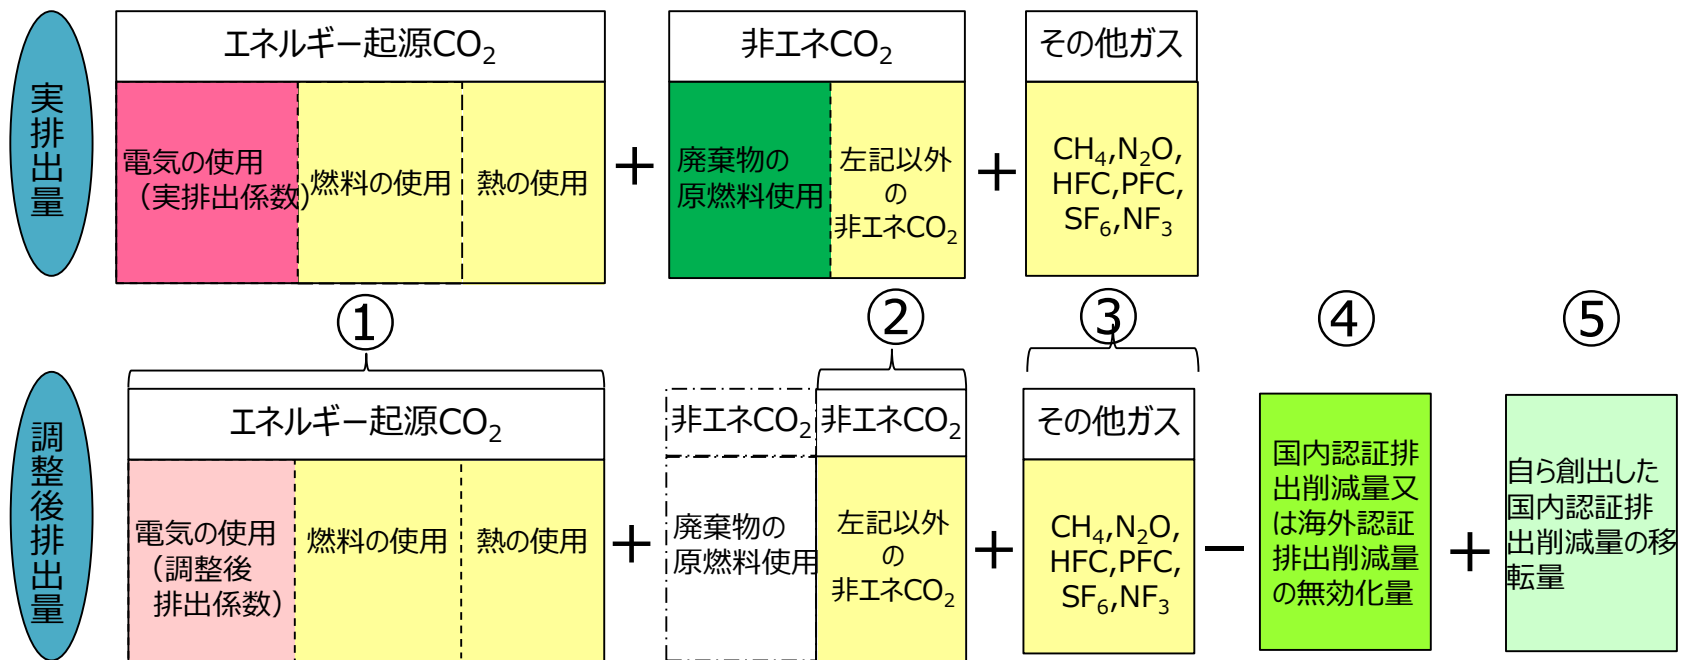 実排出量
エネルギー起源CO₂
非エネCO₂
その他ガス
電気の使用
（実排出係数）
燃料の使用
熱の使用
＋
廃棄物の
原燃料使用
左記以外
の
非エネCO₂
＋
CH₄,N₂O,
HFC,PFC,
SF₆,NF₃
①
②
③
④
⑤
調整後排出量
エネルギー起源CO₂
非エネCO₂
非エネCO₂
その他ガス
電気の使用
（調整後
排出係数）
燃料の使用
熱の使用
＋
廃棄物の
原燃料使用
左記以外
の
非エネCO₂
＋
CH₄,N₂O,
HFC,PFC,
SF₆,NF₃
－
国内認証排
出削減量又
は海外認証
排出削減量
の無効化量
＋
自ら創出した
国内認証排
出削減量の移
転量